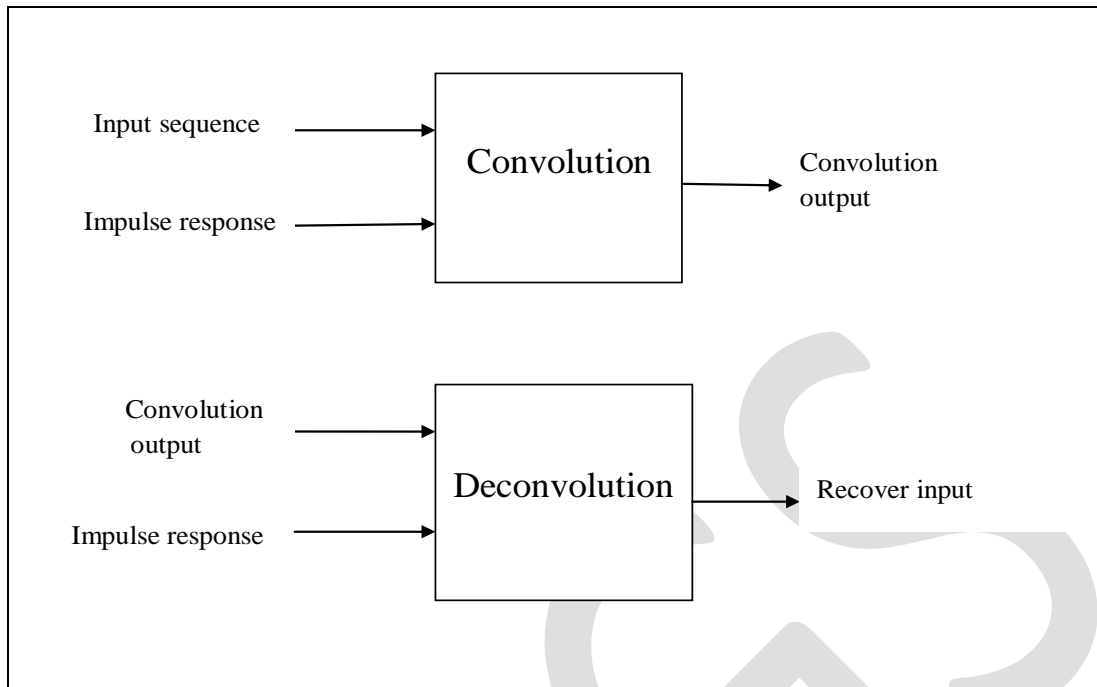 Input sequence
Convolution
Impulse response
Convolution
output
Convolution
output
Deconvolution
Impulse response
Recover input